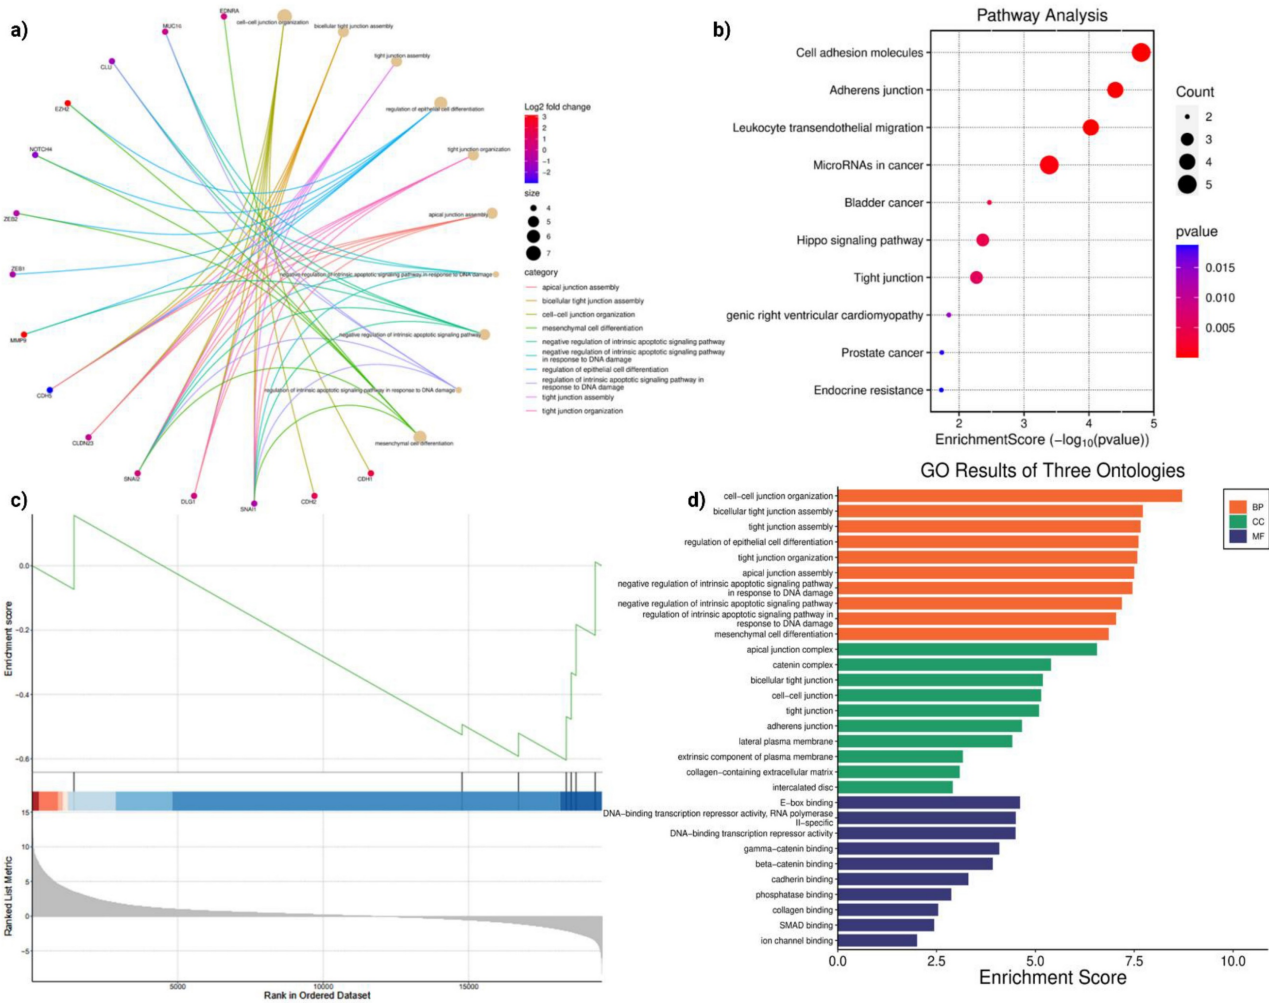 a)
EDNRA
MUC16
CLU
EZH2
NOTCH4
ZEB2
ZEB1
MMP9
CDH5
CLDN23
SNAI2
DLG1
SNAI1
CDH2
CDH1
cell-cell junction organization
bicellular tight junction assembly
tight junction assembly
regulation of epithelial cell differentiation
tight junction organization
apical junction assembly
negative regulation of intrinsic apoptotic signaling pathway in response to DNA damage
negative regulation of intrinsic apoptotic signaling pathway
regulation of intrinsic apoptotic signaling pathway in response to DNA damage
mesenchymal cell differentiation
Log2 fold change
3
2
1
0
−1
−2
size
4
5
6
7
category
apical junction assembly
bicellular tight junction assembly
cell-cell junction organization
mesenchymal cell differentiation
negative regulation of intrinsic apoptotic signaling pathway
negative regulation of intrinsic apoptotic signaling pathway
in response to DNA damage
regulation of epithelial cell differentiation
regulation of intrinsic apoptotic signaling pathway in
response to DNA damage
tight junction assembly
tight junction organization
b)
Pathway Analysis
Cell adhesion molecules
Adherens junction
Leukocyte transendothelial migration
MicroRNAs in cancer
Bladder cancer
Hippo signaling pathway
Tight junction
genic right ventricular cardiomyopathy
Prostate cancer
Endocrine resistance
2 3 4 5
EnrichmentScore (−log10(pvalue))
Count
2
3
4
5
pvalue
0.015
0.010
0.005
c)
Enrichment score
0.0
−0.2
−0.4
−0.6
Ranked List Metric
15
10
5
0
−5
5000 10000 15000
Rank in Ordered Dataset
d)
GO Results of Three Ontologies
cell−cell junction organization
bicellular tight junction assembly
tight junction assembly
regulation of epithelial cell differentiation
tight junction organization
apical junction assembly
negative regulation of intrinsic apoptotic signaling pathway
in response to DNA damage
negative regulation of intrinsic apoptotic signaling pathway
regulation of intrinsic apoptotic signaling pathway in
response to DNA damage
mesenchymal cell differentiation
apical junction complex
catenin complex
bicellular tight junction
cell−cell junction
tight junction
adherens junction
lateral plasma membrane
extrinsic component of plasma membrane
collagen−containing extracellular matrix
intercalated disc
E−box binding
DNA−binding transcription repressor activity, RNA polymerase
II−specific
DNA−binding transcription repressor activity
gamma−catenin binding
beta−catenin binding
cadherin binding
phosphatase binding
collagen binding
SMAD binding
ion channel binding
0.0 2.5 5.0 7.5 10.0
Enrichment Score
BP
CC
MF